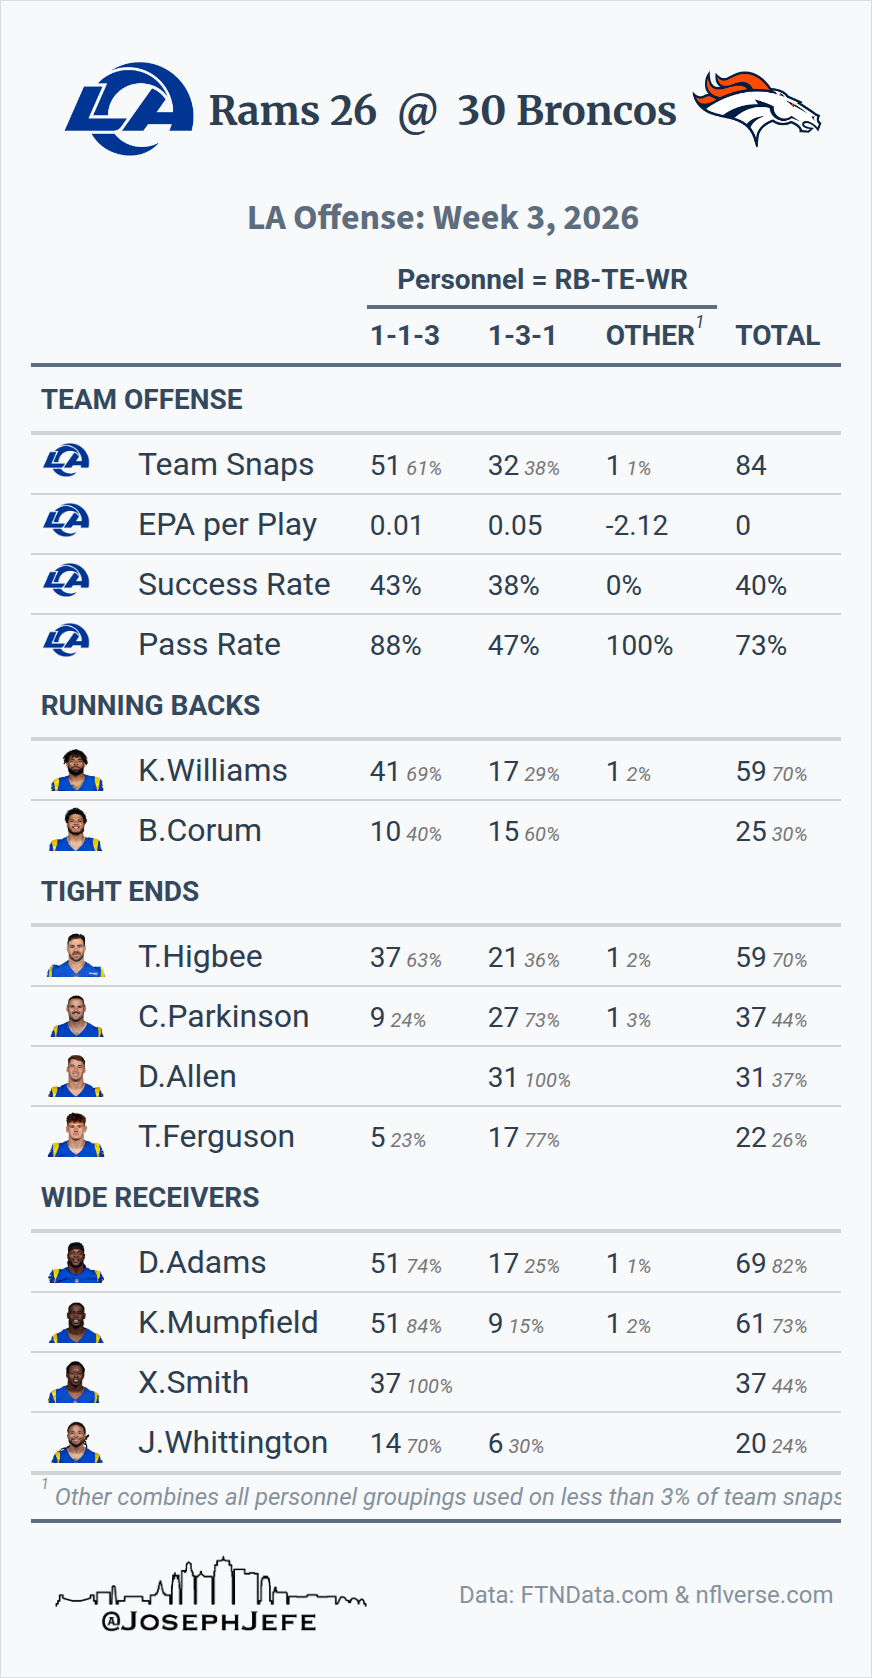 LA Rams 26 @ 30 Broncos
LA Offense: Week 3, 2026
Personnel = RB-TE-WR
1-1-3 1-3-1 OTHER1 TOTAL
TEAM OFFENSE
LA Team Snaps 51 61% 32 38% 1 1% 84
LA EPA per Play 0.01 0.05 -2.12 0
LA Success Rate 43% 38% 0% 40%
LA Pass Rate 88% 47% 100% 73%
RUNNING BACKS
K.Williams 41 69% 17 29% 1 2% 59 70%
B.Corum 10 40% 15 60% 25 30%
TIGHT ENDS
T.Higbee 37 63% 21 36% 1 2% 59 70%
C.Parkinson 9 24% 27 73% 1 3% 37 44%
D.Allen 31 100% 31 37%
T.Ferguson 5 23% 17 77% 22 26%
WIDE RECEIVERS
D.Adams 51 74% 17 25% 1 1% 69 82%
K.Mumpfield 51 84% 9 15% 1 2% 61 73%
X.Smith 37 100% 37 44%
J.Whittington 14 70% 6 30% 20 24%
1 Other combines all personnel groupings used on less than 3% of team snaps
@JOSEPHJEFE
Data: FTNData.com & nflverse.com